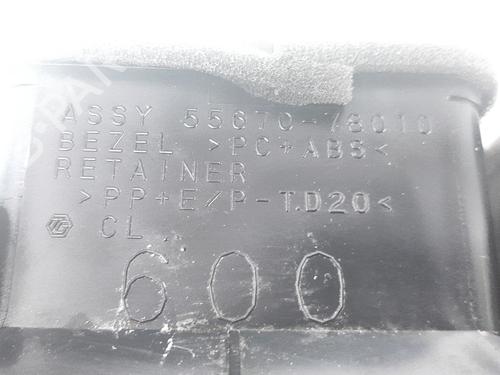 ASSY 55670-78010
BEZEL >PC+ABS<
RETAINER
>PP+E/P-T.D20<
CL
600